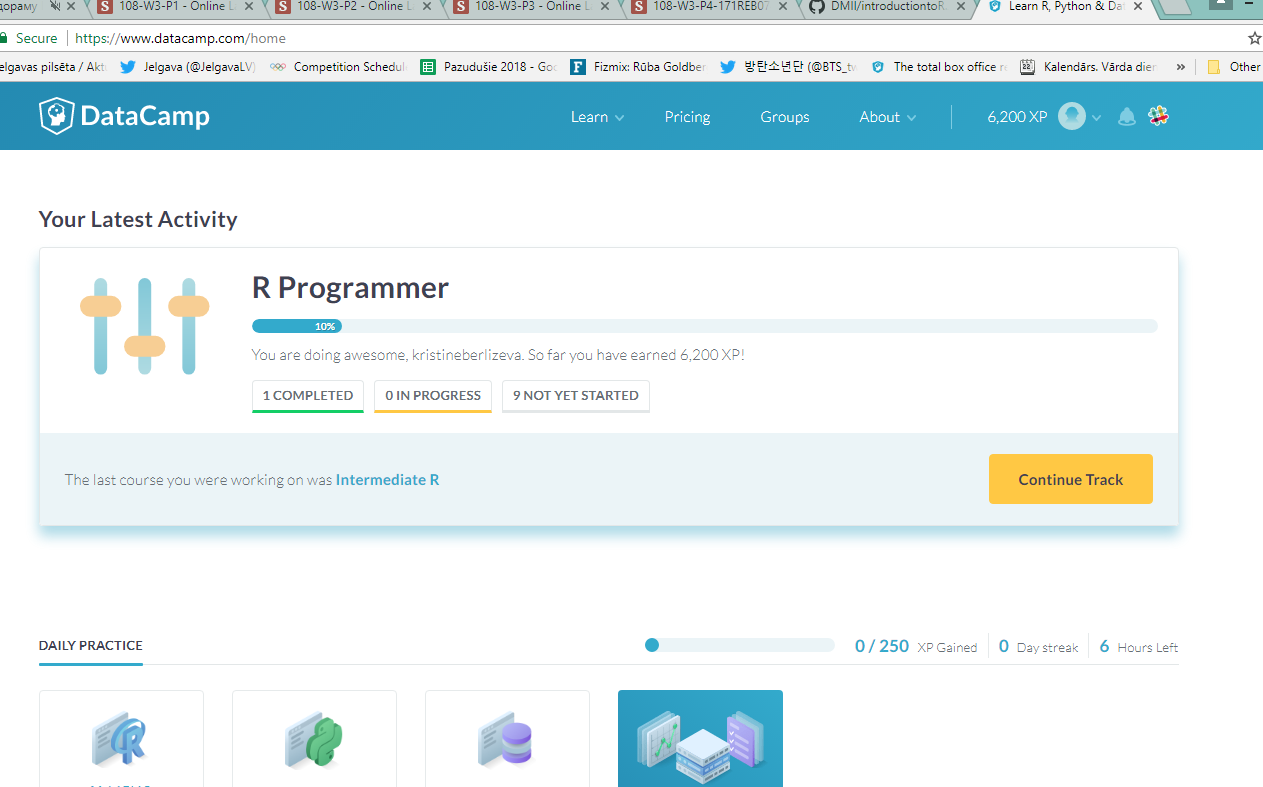 108-W3-P1 - Online L
108-W3-P2 - Online L
108-W3-P3 - Online L
108-W3-P4-171REB07
DMII/introductiontoR
Learn R, Python & Da
Secure
https://www.datacamp.com/home
elgavas pilsēta / Akt
Jelgava (@JelgavaLV)
Competition Schedul
Pazudušie 2018 - Goo
Fizmix: Rūba Goldber
방탄소년단 (@BTS_tw
The total box office re
Kalendārs. Vārda dien
»
Other
DataCamp
Learn
Pricing
Groups
About
6,200 XP
Your Latest Activity
R Programmer
10%
You are doing awesome, kristineberlizeva. So far you have earned 6,200 XP!
1 COMPLETED
0 IN PROGRESS
9 NOT YET STARTED
The last course you were working on was Intermediate R
Continue Track
DAILY PRACTICE
0 / 250 XP Gained
0 Day streak
6 Hours Left